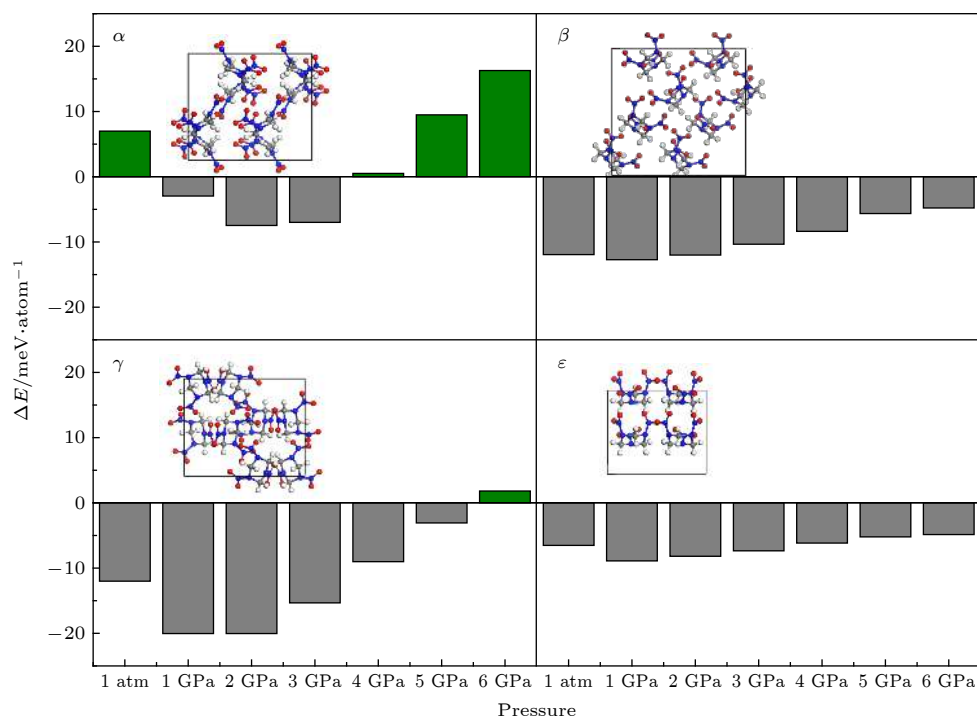 α
β
20
10
0
−10
−20
γ
ε
20
10
0
−10
−20
ΔE/meV·atom⁻¹
1 atm 1 GPa 2 GPa 3 GPa 4 GPa 5 GPa 6 GPa 1 atm 1 GPa 2 GPa 3 GPa 4 GPa 5 GPa 6 GPa
Pressure